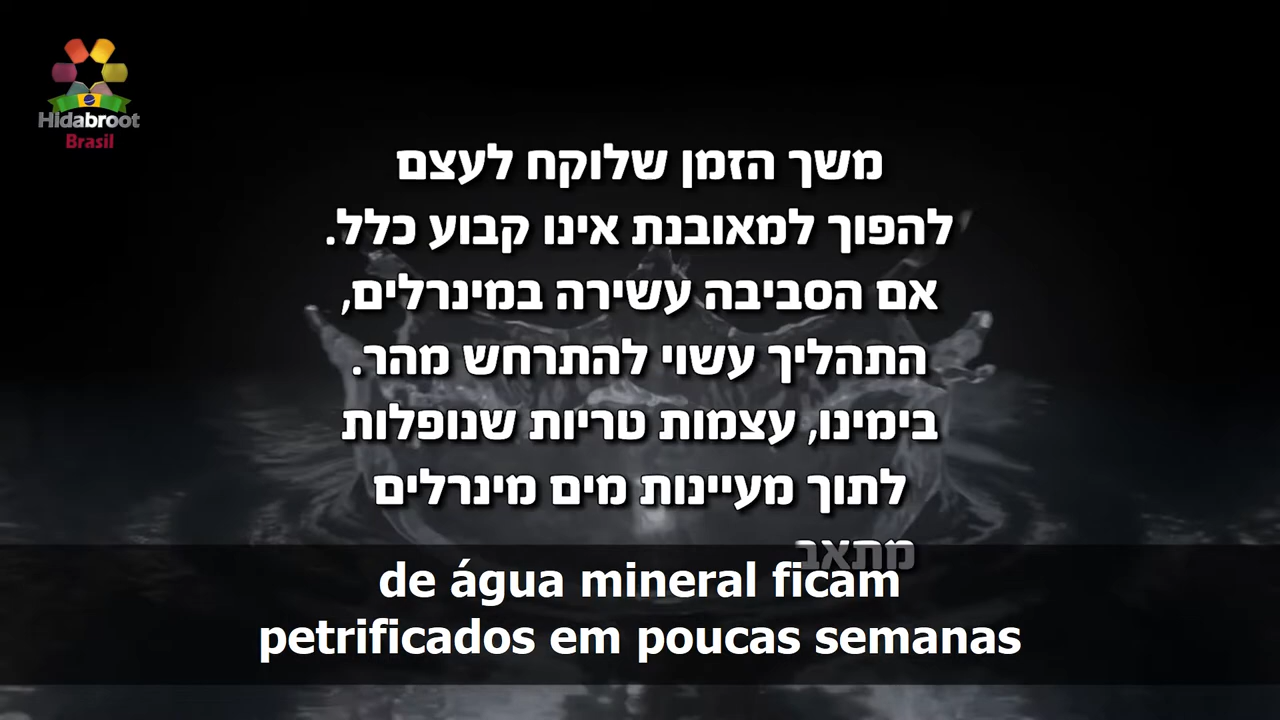 Hidabroot
Brasil
משך הזמן שלוקח לעצם
להפוך למאובנת אינו קבוע כלל.
אם הסביבה עשירה במינרלים,
התהליך עשוי להתרחש מהר.
בימינו, עצמות טריות שנופלות
לתוך מעיינות מים מינרלים
מתאב
de água mineral ficam
petrificados em poucas semanas